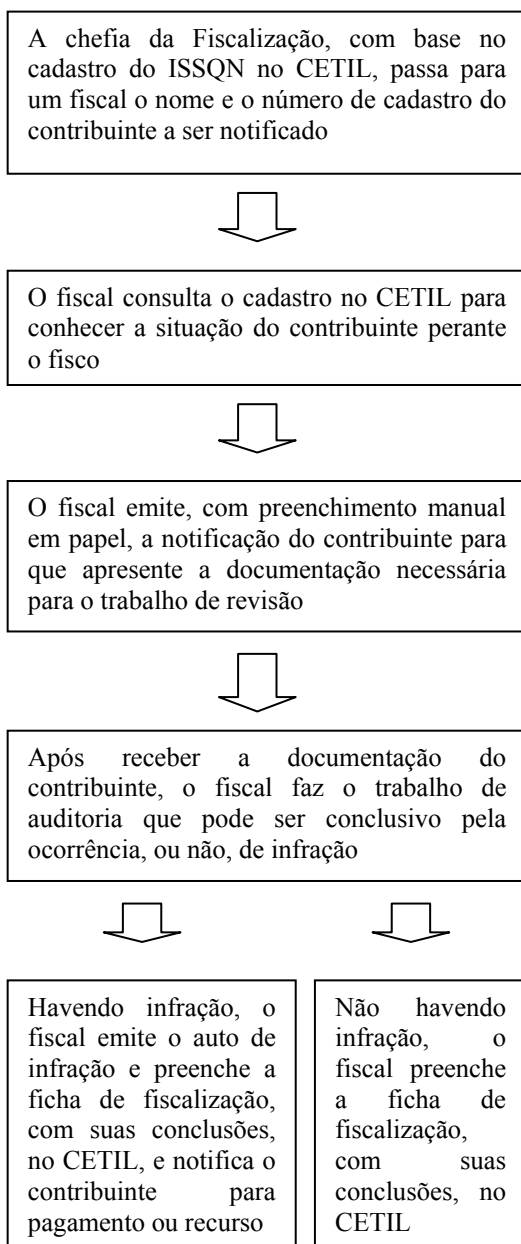 A chefia da Fiscalização, com base no
cadastro do ISSQN no CETIL, passa para
um fiscal o nome e o número de cadastro do
contribuinte a ser notificado
O fiscal consulta o cadastro no CETIL para
conhecer a situação do contribuinte perante
o fisco
O fiscal emite, com preenchimento manual
em papel, a notificação do contribuinte para
que apresente a documentação necessária
para o trabalho de revisão
Após receber a documentação do
contribuinte, o fiscal faz o trabalho de
auditoria que pode ser conclusivo pela
ocorrência, ou não, de infração
Havendo infração, o
fiscal emite o auto de
infração e preenche a
ficha de fiscalização,
com suas conclusões,
no CETIL, e notifica o
contribuinte para
pagamento ou recurso
Não havendo
infração, o
fiscal preenche
a ficha de
fiscalização,
com suas
conclusões, no
CETIL